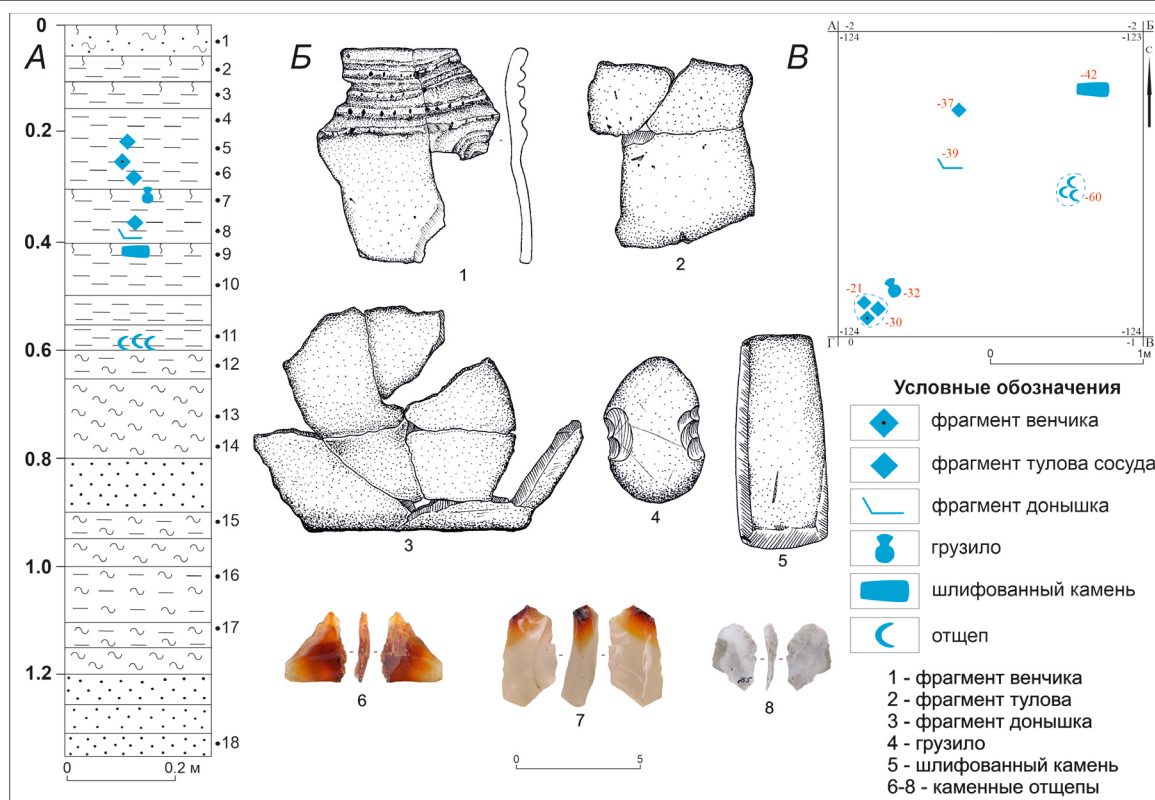 А
0
0.2
0.4
0.6
0.8
1.0
1.2
•1
•2
•3
•4
•5
•6
•7
•8
•9
•10
•11
•12
•13
•14
•15
•16
•17
•18
0 0.2 м
Б
1
2
3
4
5
6
7
8
0 5
В
А -2
-124
-2 Б
-123
С
-42
-37
-39
-60
-21
-32
-30
-124
Г 0
-124
-1 В
0 1м
Условные обозначения
фрагмент венчика
фрагмент тулова сосуда
фрагмент донышка
грузило
шлифованный камень
отщеп
1 - фрагмент венчика
2 - фрагмент тулова
3 - фрагмент донышка
4 - грузило
5 - шлифованный камень
6-8 - каменные отщепы